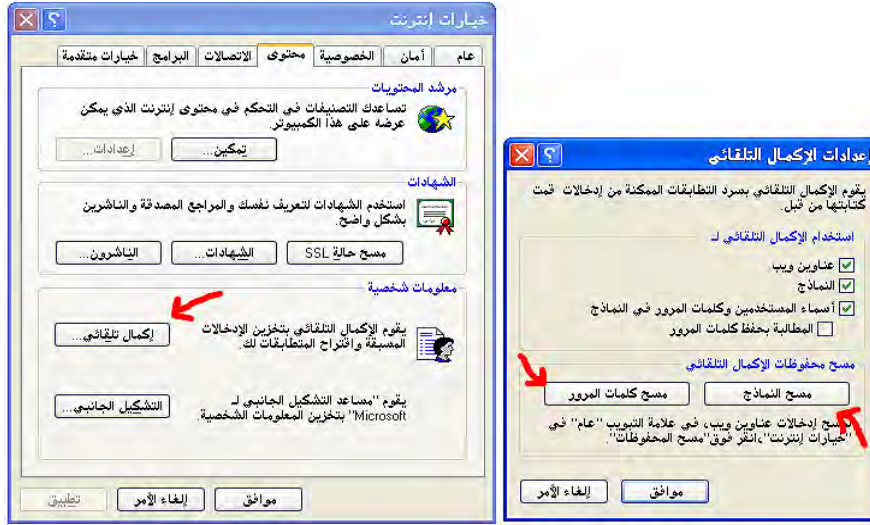 خيارات إنترنت
عام
أمان
الخصوصية
محتوى
الاتصالات
البرامج
خيارات متقدمة
مرشد المحتويات
تساعدك التصنيفات في التحكم في محتوى إنترنت الذي يمكن
عرضه على هذا الكمبيوتر.
تمكين...
إعدادات...
الشهادات
استخدم الشهادات لتعريف نفسك والمراجع المصدقة والناشرين
بشكل واضح.
مسح حالة SSL
الشهادات...
الناشرون...
معلومات شخصية
يقوم الإكمال التلقائي بتخزين الإدخالات
المسبقة واقتراح المتطابقات لك.
إكمال تلقائي...
يقوم "مساعد التشكيل الجانبي لـ
Microsoft" بتخزين المعلومات الشخصية.
التشكيل الجانبي...
موافق
إلغاء الأمر
تطبيق
إعدادات الإكمال التلقائي
يقوم الإكمال التلقائي بسرد التطابقات الممكنة من إدخالات قمت
كتابتها من قبل.
استخدام الإكمال التلقائي لـ
عناوين ويب
النماذج
أسماء المستخدمين وكلمات المرور في النماذج
المطالبة بحفظ كلمات المرور
مسح محفوظات الإكمال التلقائي
مسح النماذج
مسح كلمات المرور
إدخالات عناوين ويب، في علامة التبويب "عام" في
"خيارات إنترنت"،انقر فوق"مسح المحفوظات".
موافق
إلغاء الأمر